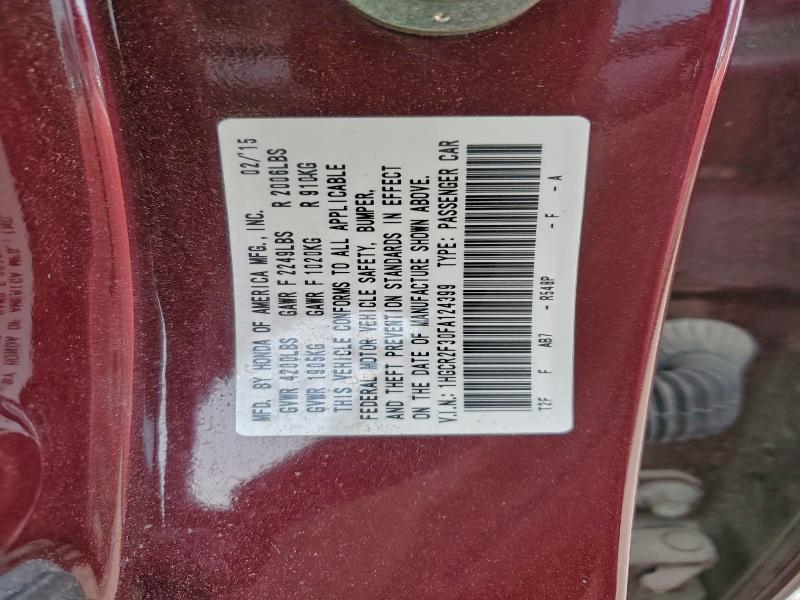 MFD. BY HONDA OF AMERICA MFG., INC. 02/'15
GVWR 4200LBS GAWR F 2249LBS R 2006LBS
GVWR 1905KG GAWR F 1020KG R 910KG
THIS VEHICLE CONFORMS TO ALL APPLICABLE
FEDERAL MOTOR VEHICLE SAFETY, BUMPER,
AND THEFT PREVENTION STANDARDS IN EFFECT
ON THE DATE OF MANUFACTURE SHOWN ABOVE.
V.I.N.: 1HGCR2F30FA124399 TYPE: PASSENGER CAR
T2F F AB7 - R548P - F - A